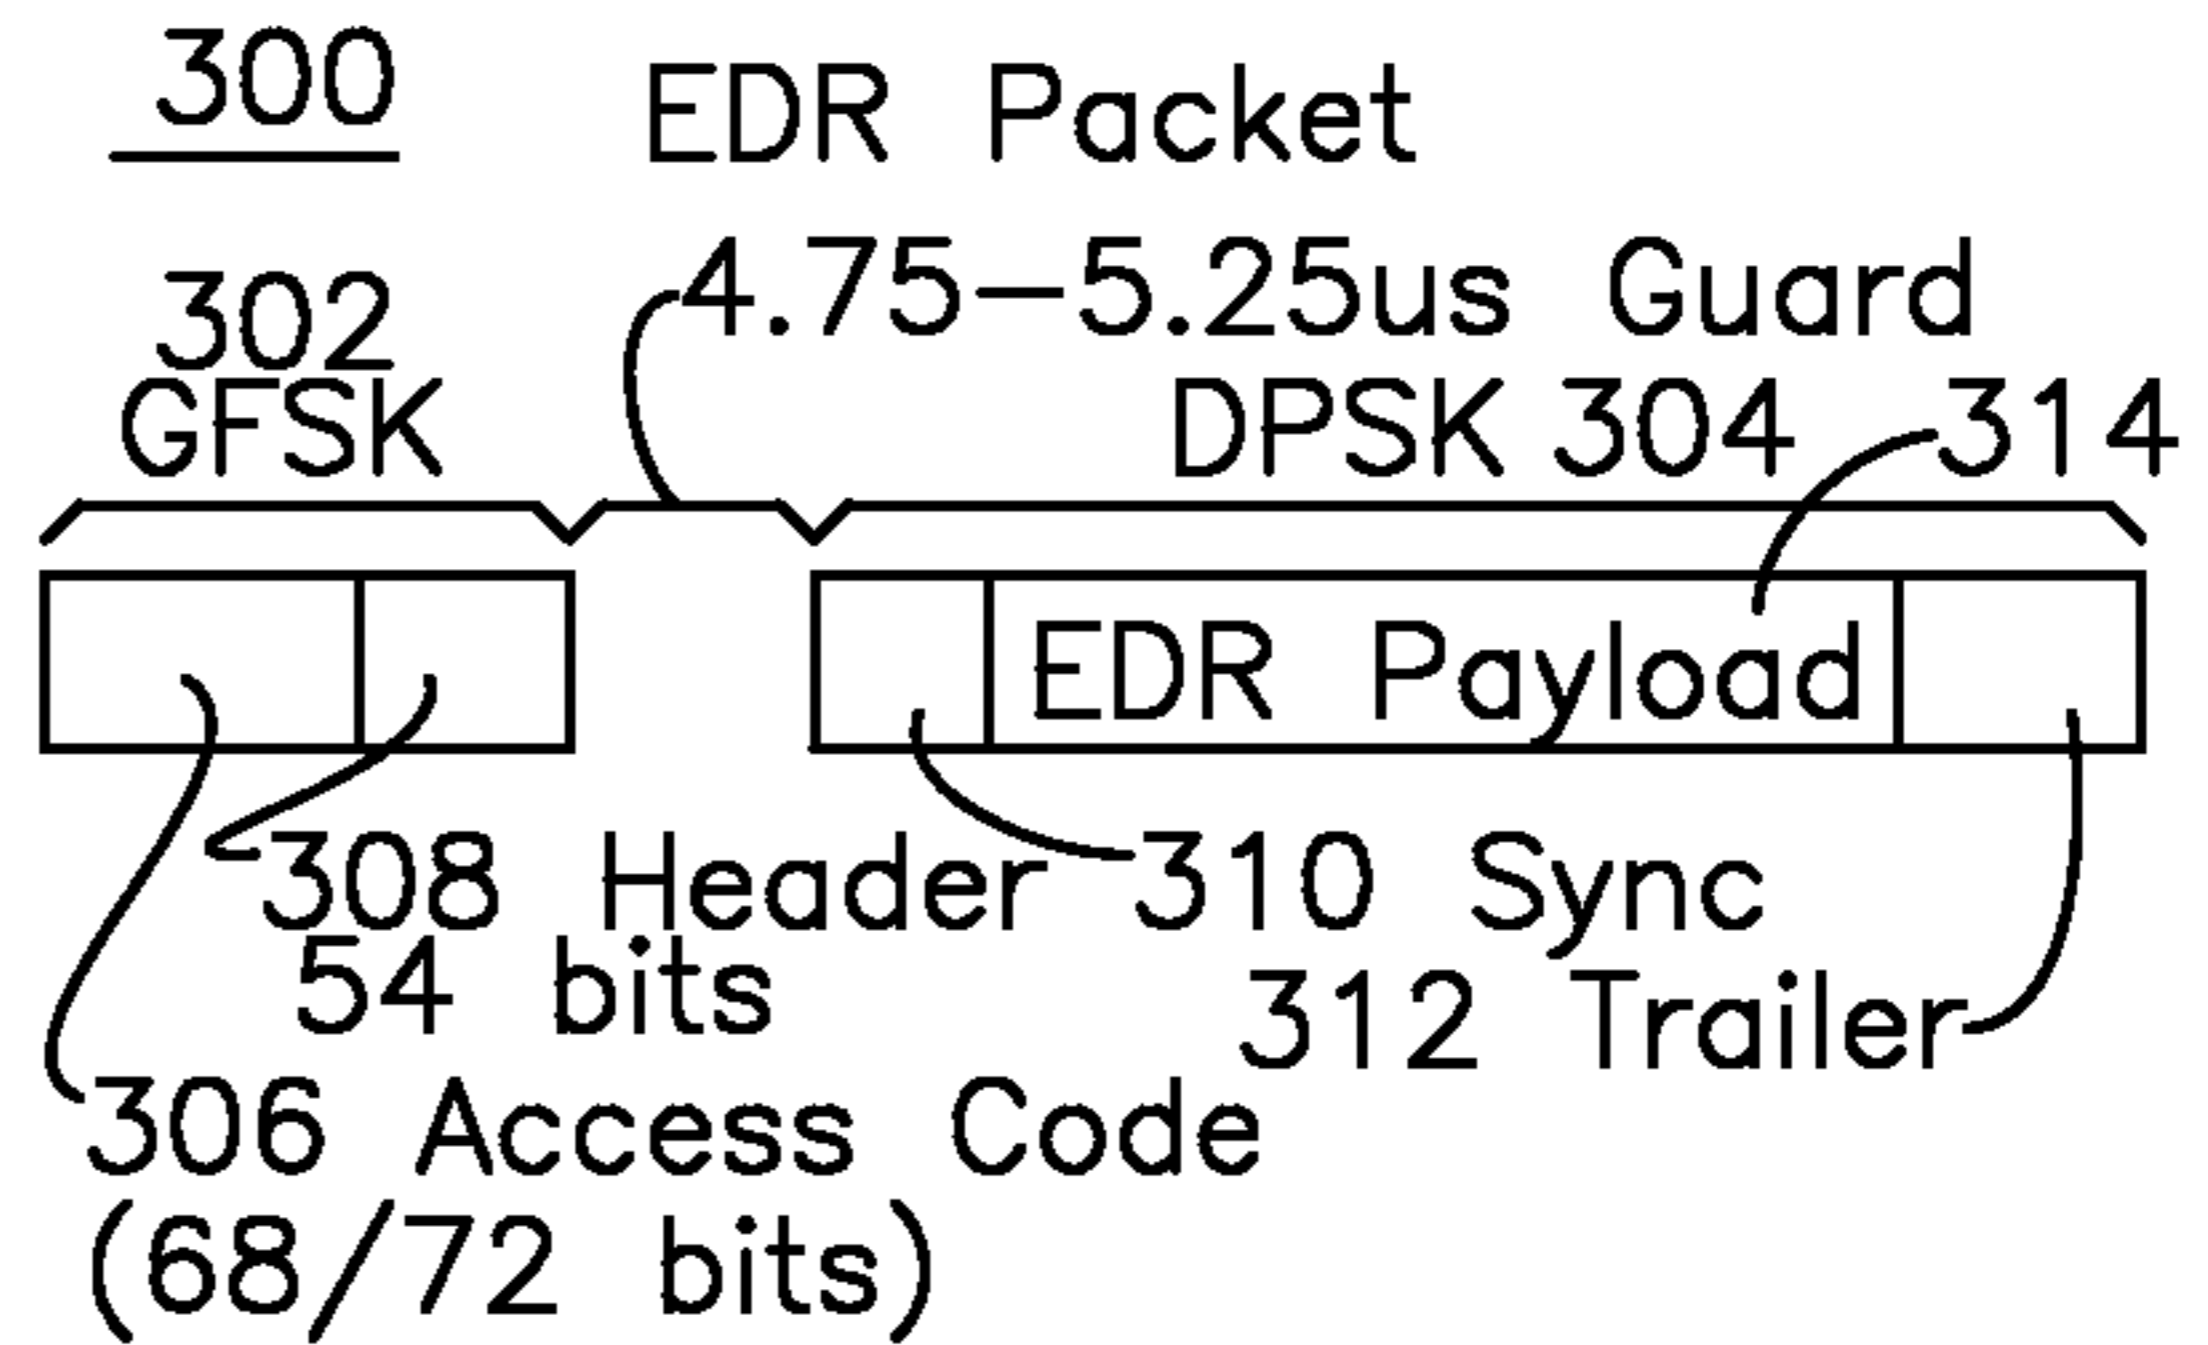 300
EDR Packet
4.75-5.25us Guard
302
GFSK
DPSK 304
314
EDR Payload
308 Header
54 bits
310 Sync
312 Trailer
306 Access Code
(68/72 bits)